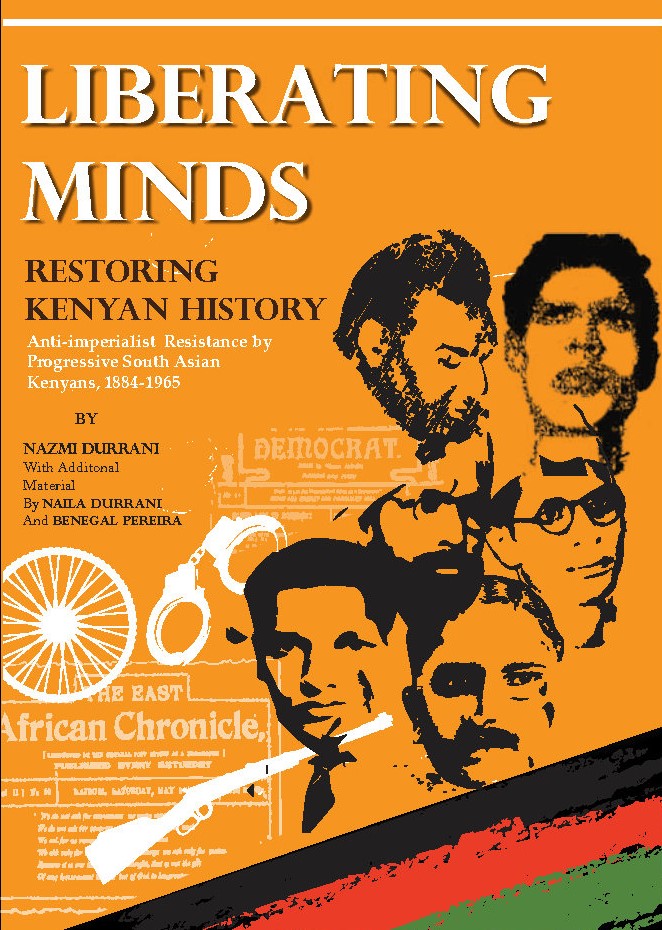 LIBERATING
MINDS
RESTORING
KENYAN HISTORY
Anti-imperialist Resistance by
Progressive South Asian
Kenyans, 1884-1965
BY
NAZMI DURRANI
With Additonal
Material
By NAILA DURRANI
And BENEGAL PEREIRA
DEMOCRAT.
THE EAST
African Chronicle,
PUBLISHED EVERY SATURDAY